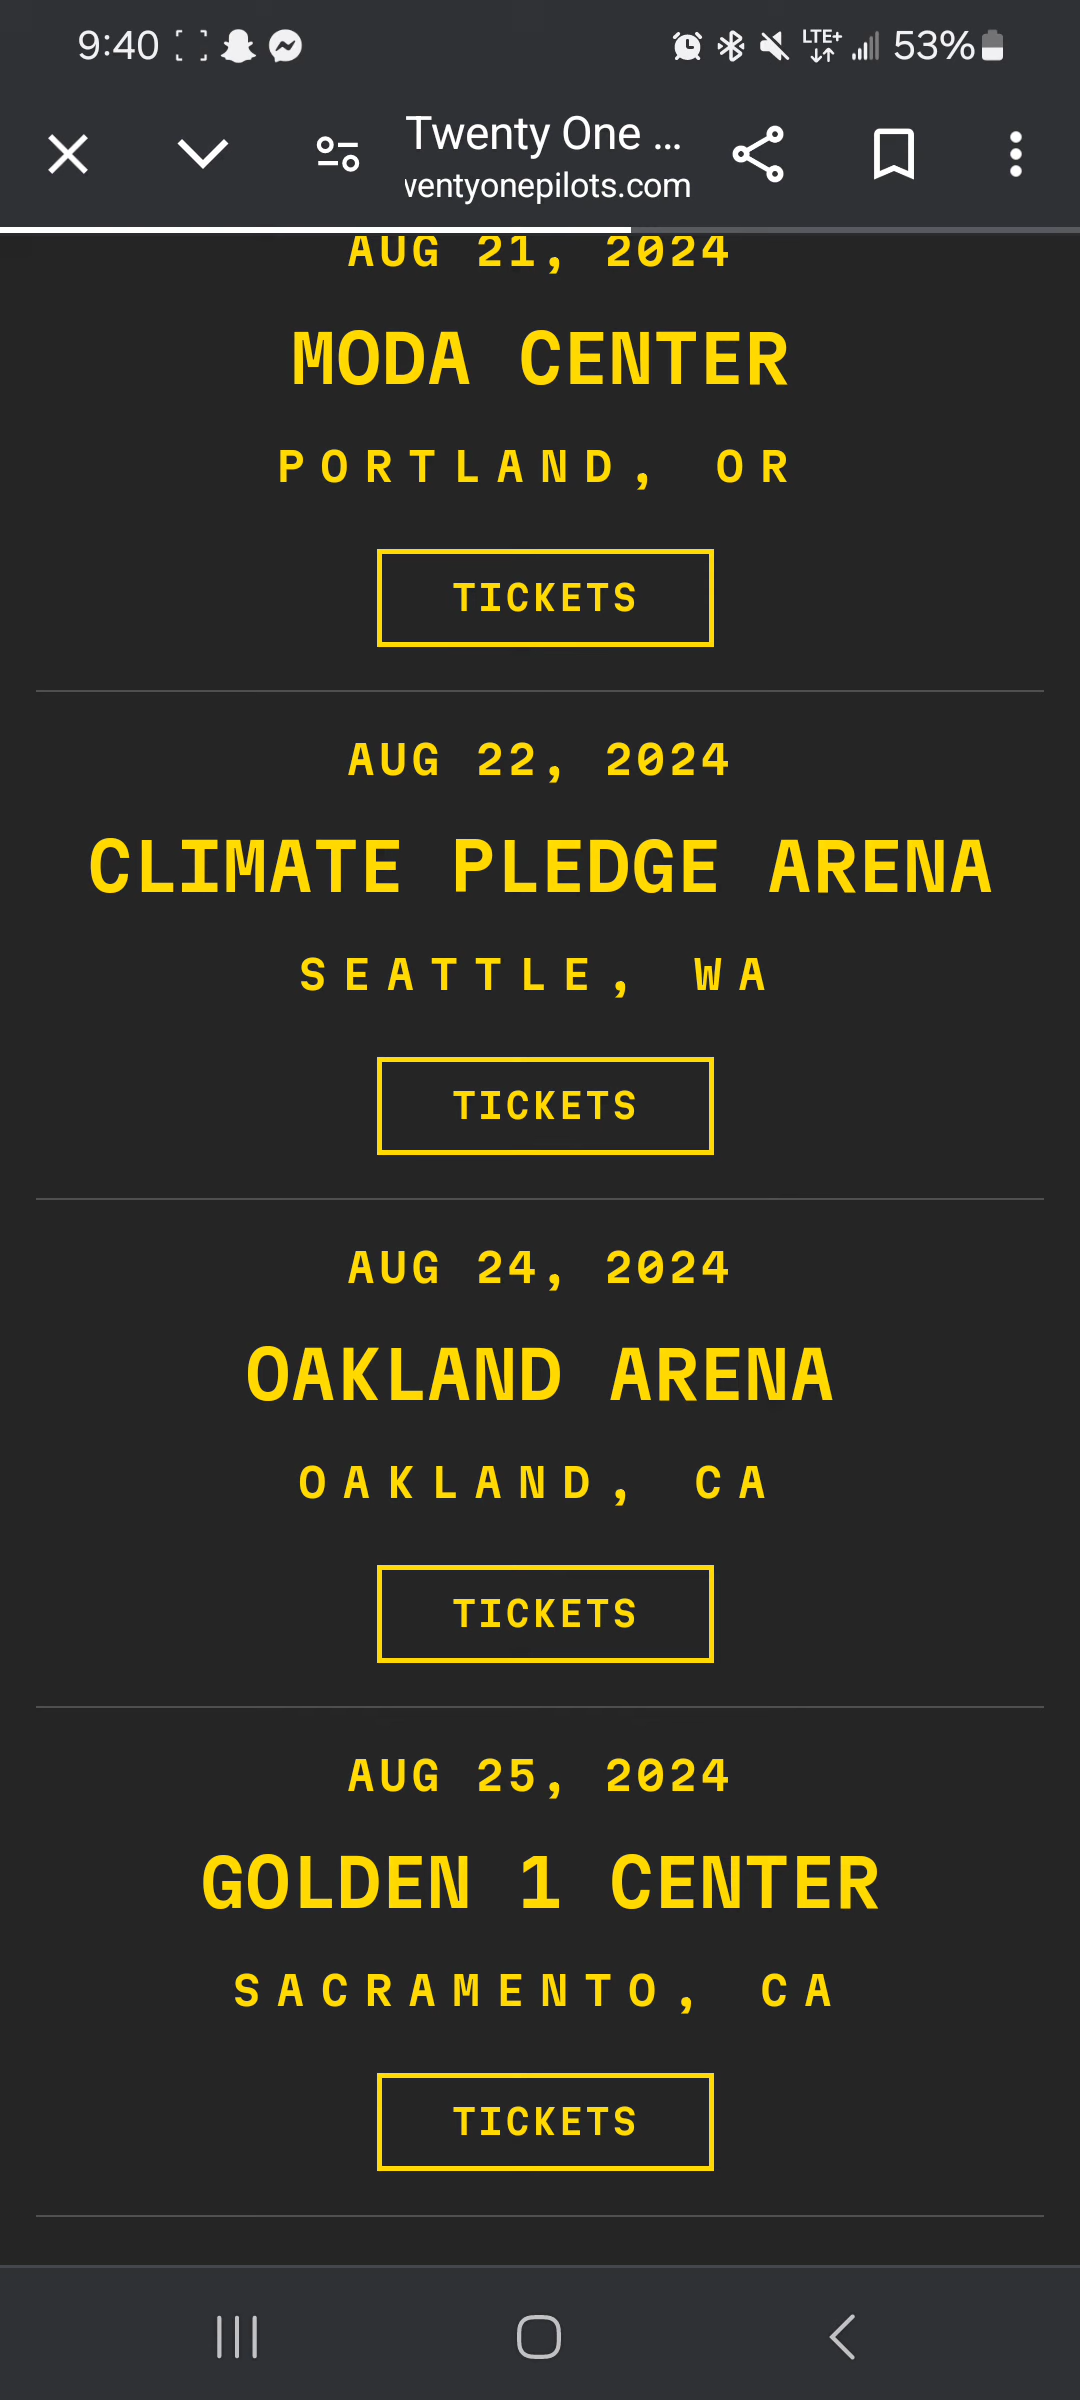 9:40 LTE+ 53%
Twenty One ...
ventyonepilots.com
AUG 21, 2024
MODA CENTER
PORTLAND, OR
TICKETS
AUG 22, 2024
CLIMATE PLEDGE ARENA
SEATTLE, WA
TICKETS
AUG 24, 2024
OAKLAND ARENA
OAKLAND, CA
TICKETS
AUG 25, 2024
GOLDEN 1 CENTER
SACRAMENTO, CA
TICKETS